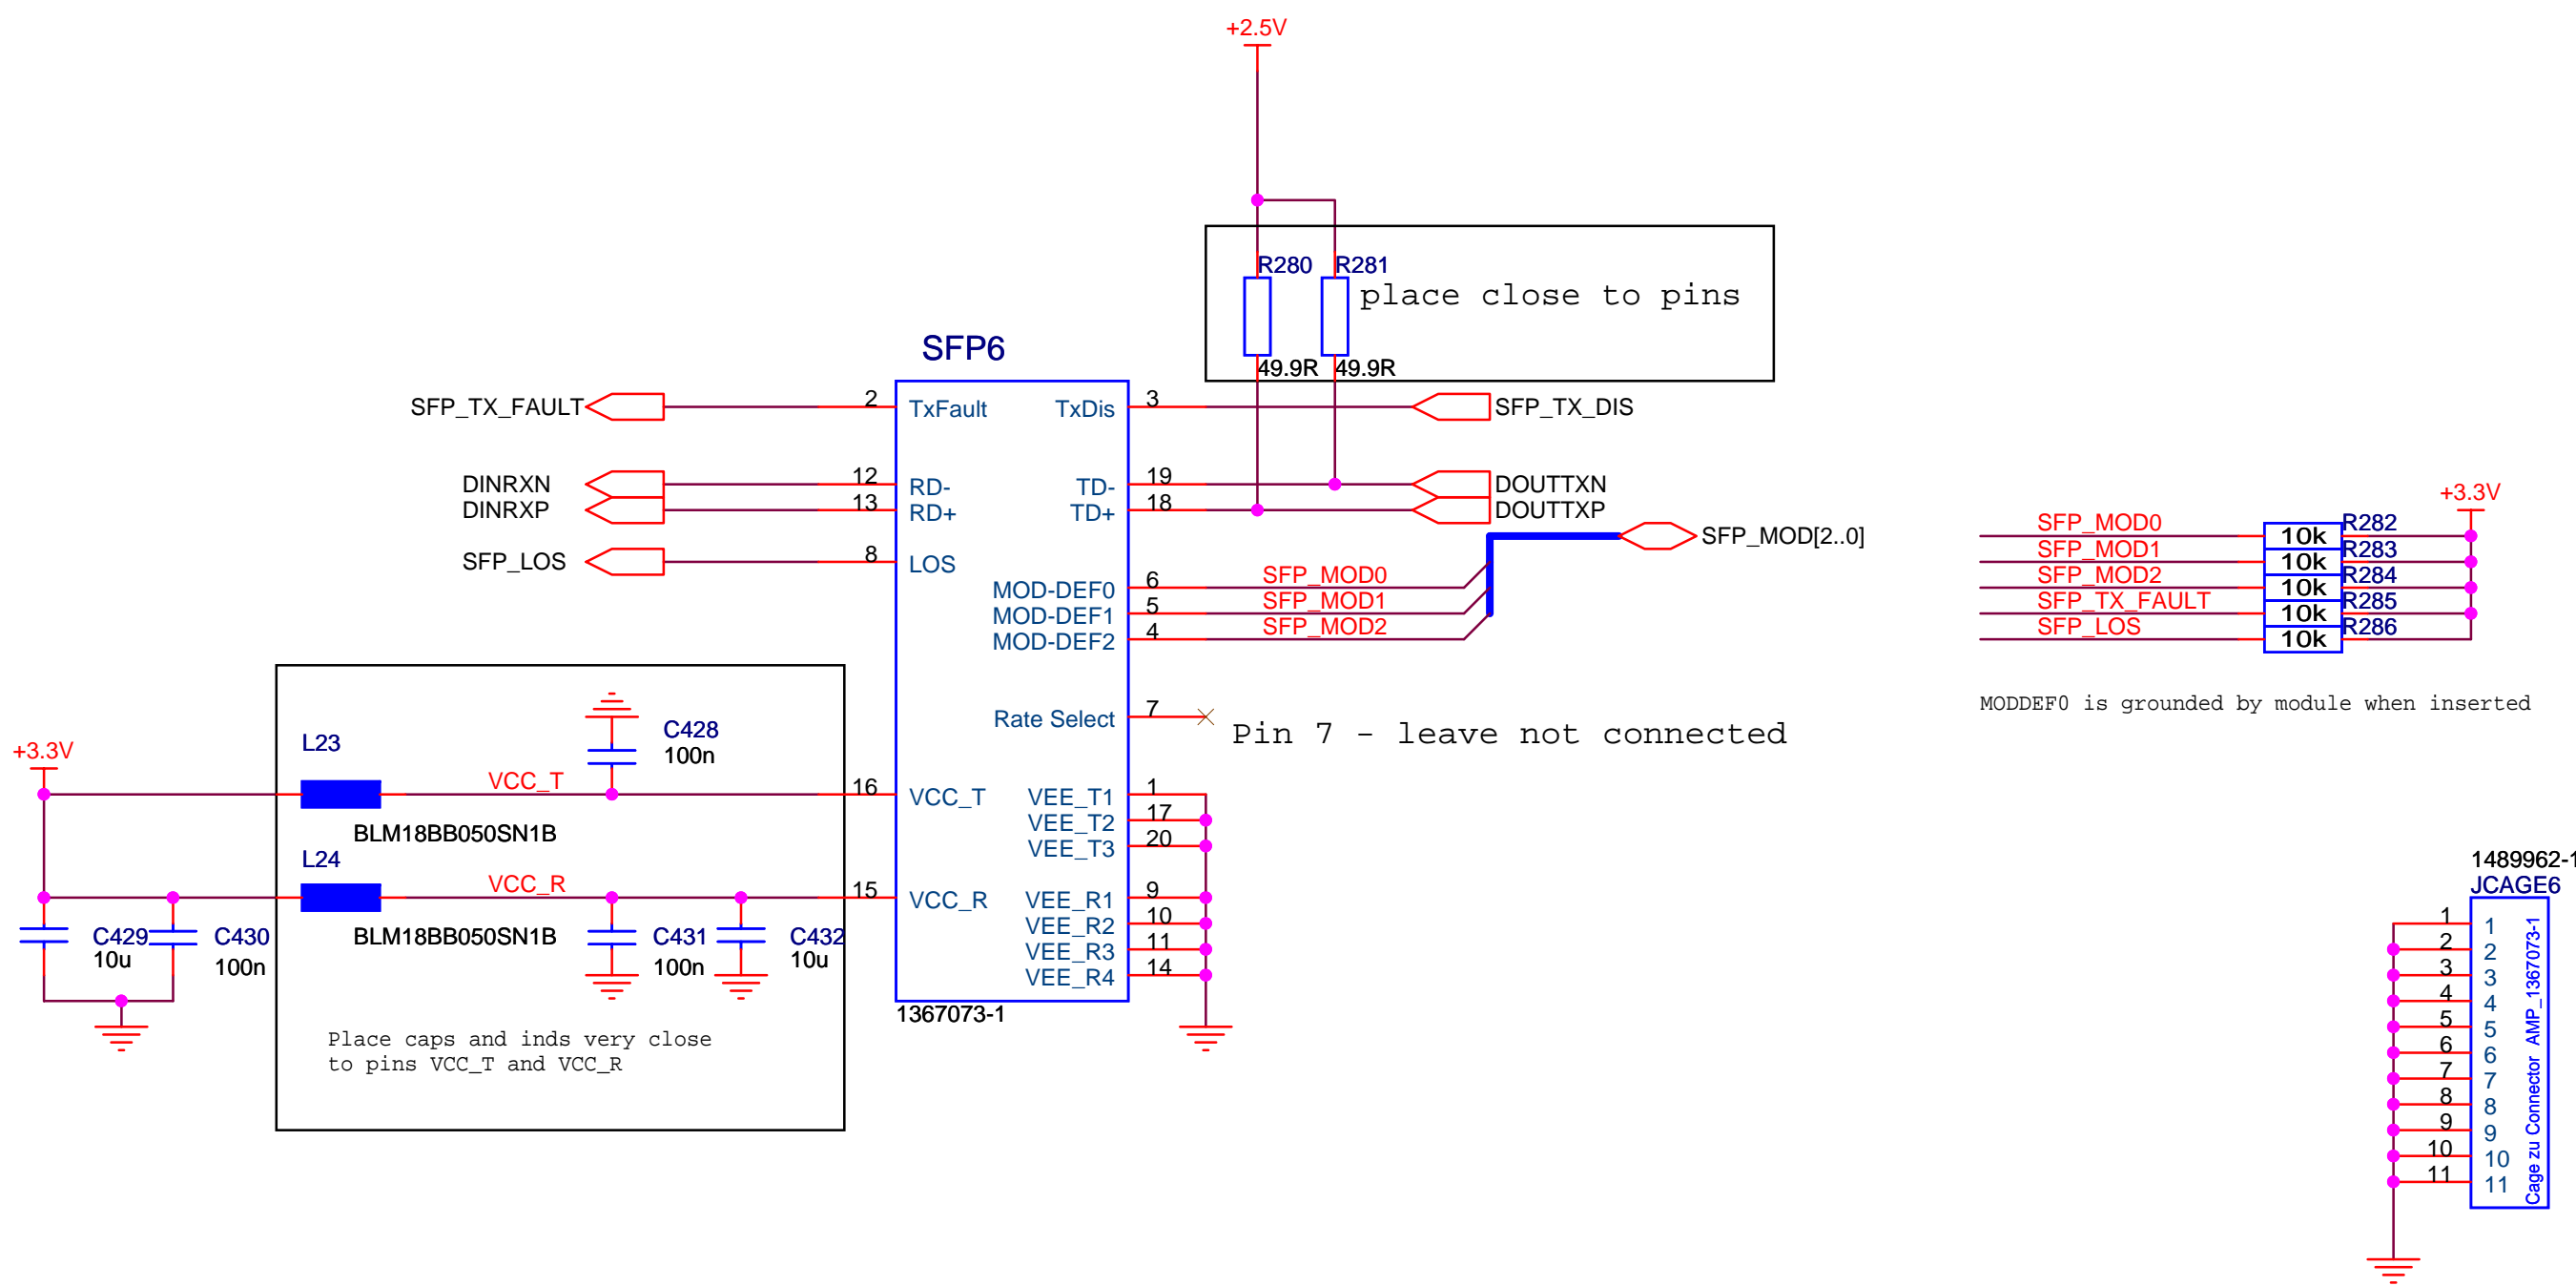 +2.5V
R280
R281
place close to pins
49.9R
49.9R
SFP6
SFP_TX_FAULT
2
TxFault
TxDis
3
SFP_TX_DIS
DINRXN
12
RD-
TD-
19
DOUTTXN
DINRXP
13
RD+
TD+
18
DOUTTXP
SFP_MOD[2..0]
SFP_LOS
8
LOS
MOD-DEF0
6
SFP_MOD0
MOD-DEF1
5
SFP_MOD1
MOD-DEF2
4
SFP_MOD2
Rate Select
7
Pin 7 - leave not connected
+3.3V
L23
VCC_T
C428
100n
BLM18BB050SN1B
16
VCC_T
VEE_T1
1
VEE_T2
17
VEE_T3
20
L24
VCC_R
BLM18BB050SN1B
15
VCC_R
VEE_R1
9
VEE_R2
10
VEE_R3
11
VEE_R4
14
C429
10u
C430
100n
C431
100n
C432
10u
1367073-1
Place caps and inds very close
to pins VCC_T and VCC_R
+3.3V
SFP_MOD0
10k
R282
SFP_MOD1
10k
R283
SFP_MOD2
10k
R284
SFP_TX_FAULT
10k
R285
SFP_LOS
10k
R286
MODDEF0 is grounded by module when inserted
1489962-1
JCAGE6
1
1
2
2
3
3
4
4
5
5
6
6
7
7
8
8
9
9
10
10
11
11
Cage zu Connector AMP_1367073-1